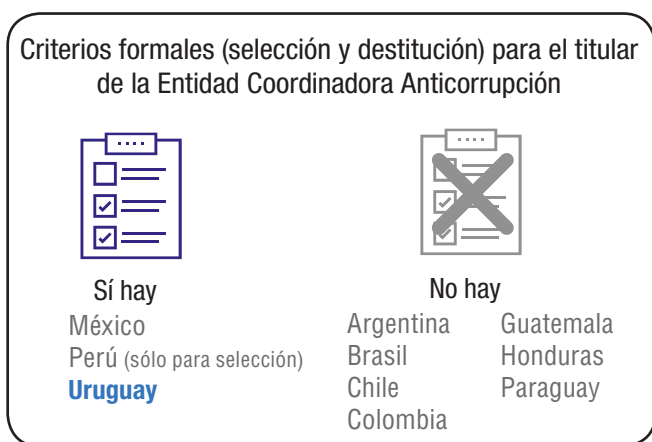 Criterios formales (selección y destitución) para el titular
de la Entidad Coordinadora Anticorrupción
Sí hay
México
Perú (sólo para selección)
Uruguay
No hay
Argentina
Brasil
Chile
Colombia
Guatemala
Honduras
Paraguay